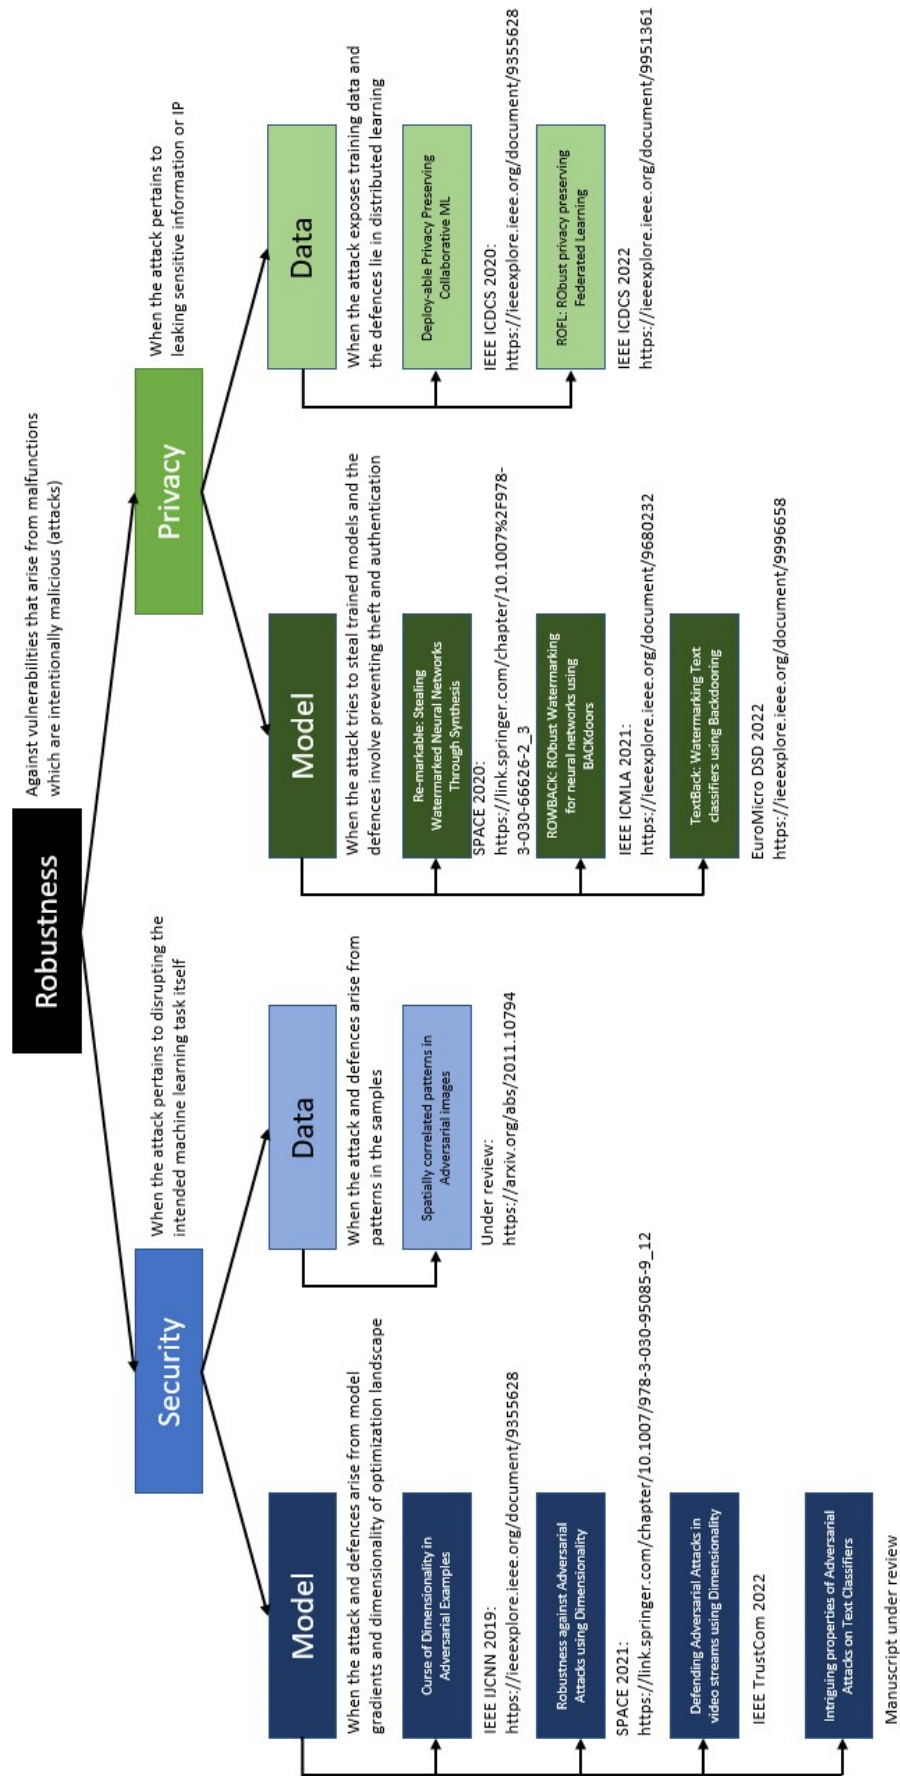 Robustness
Against vulnerabilities that arise from malfunctions
which are intentionally malicious (attacks)
Security
When the attack pertains to disrupting the
intended machine learning task itself
Privacy
When the attack pertains to
leaking sensitive information or IP
Model
When the attack and defences arise from model
gradients and dimensionality of optimization landscape
Curse of Dimensionality in
Adversarial Examples
IEEE IJCNN 2019:
https://ieeexplore.ieee.org/document/9355628
Robustness against Adversarial
Attacks using Dimensionality
SPACE 2021:
https://link.springer.com/chapter/10.1007/978-3-030-95085-9_12
Defending Adversarial Attacks in
video streams using Dimensionality
IEEE TrustCom 2022
Intriguing properties of Adversarial
Attacks on Text Classifiers
Manuscript under review
Data
When the attack and defences arise from
patterns in the samples
Spatially correlated patterns in
Adversarial images
Under review:
https://arxiv.org/abs/2011.10794
Model
When the attack tries to steal trained models and the
defences involve preventing theft and authentication
Re-markable: Stealing
Watermarked Neural Networks
Through Synthesis
SPACE 2020:
https://link.springer.com/chapter/10.1007%2F978-
3-030-66626-2_3
ROWBACK: RObust Watermarking
for neural networks using
BACKdoors
IEEE ICMLA 2021:
https://ieeexplore.ieee.org/document/9680232
TextBack: Watermarking Text
classifiers using Backdooring
EuroMicro DSD 2022
https://ieeexplore.ieee.org/document/9996658
Data
When the attack exposes training data and
the defences lie in distributed learning
Deploy-able Privacy Preserving
Collaborative ML
IEEE ICDCS 2020:
https://ieeexplore.ieee.org/document/9355628
ROFL: RObust privacy preserving
Federated Learning
IEEE ICDCS 2022
https://ieeexplore.ieee.org/document/9951361